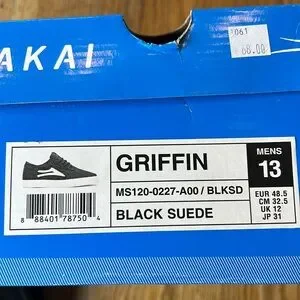 AKAI
061
68.00
GRIFFIN
MS120-0227-A00 / BLKSD
BLACK SUEDE
8 88401 78750 4
MENS
13
EUR 48.5
CM 32.5
UK 12
JP 31